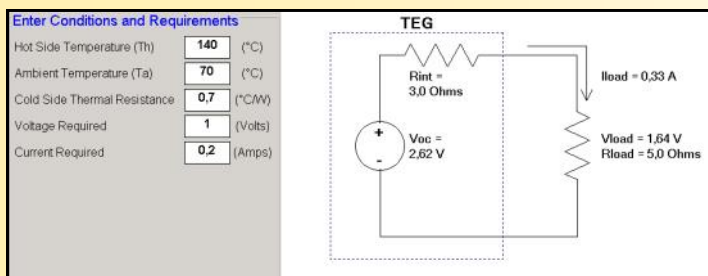 Enter Conditions and Requirements
Hot Side Temperature (Th) 140 (°C)
Ambient Temperature (Ta) 70 (°C)
Cold Side Thermal Resistance 0,7 (°C/W)
Voltage Required 1 (Volts)
Current Required 0,2 (Amps)
TEG
Rint =
3,0 Ohms
Iload = 0,33 A
+
Voc =
2,62 V
-
Vload = 1,64 V
Rload = 5,0 Ohms